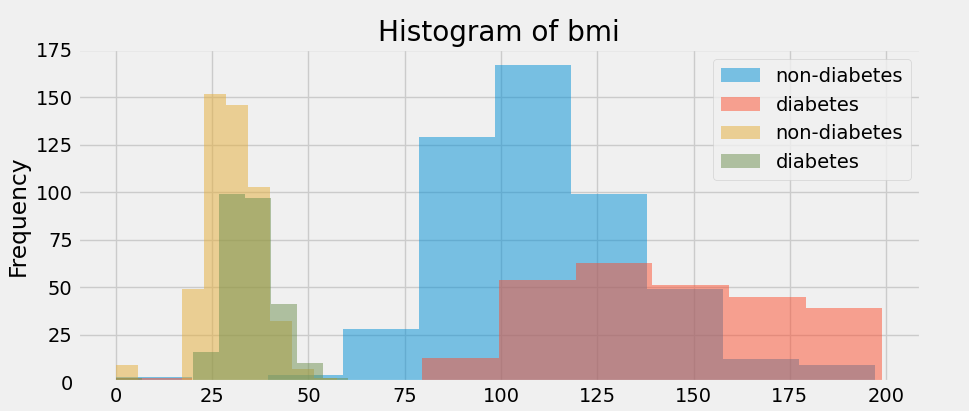 Histogram of bmi
175
150
125
100
75
50
25
0
Frequency
non-diabetes
diabetes
non-diabetes
diabetes
0 25 50 75 100 125 150 175 200